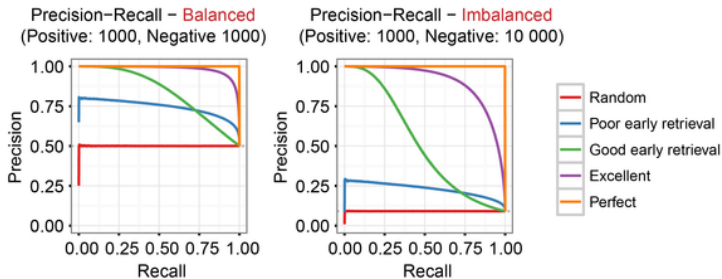 Precision-Recall - Balanced
(Positive: 1000, Negative 1000)
Precision-Recall - Imbalanced
(Positive: 1000, Negative: 10 000)
Precision
1.00
0.75
0.50
0.25
0.00
0.00 0.25 0.50 0.75 1.00
Recall
Precision
1.00
0.75
0.50
0.25
0.00
0.00 0.25 0.50 0.75 1.00
Recall
Random
Poor early retrieval
Good early retrieval
Excellent
Perfect